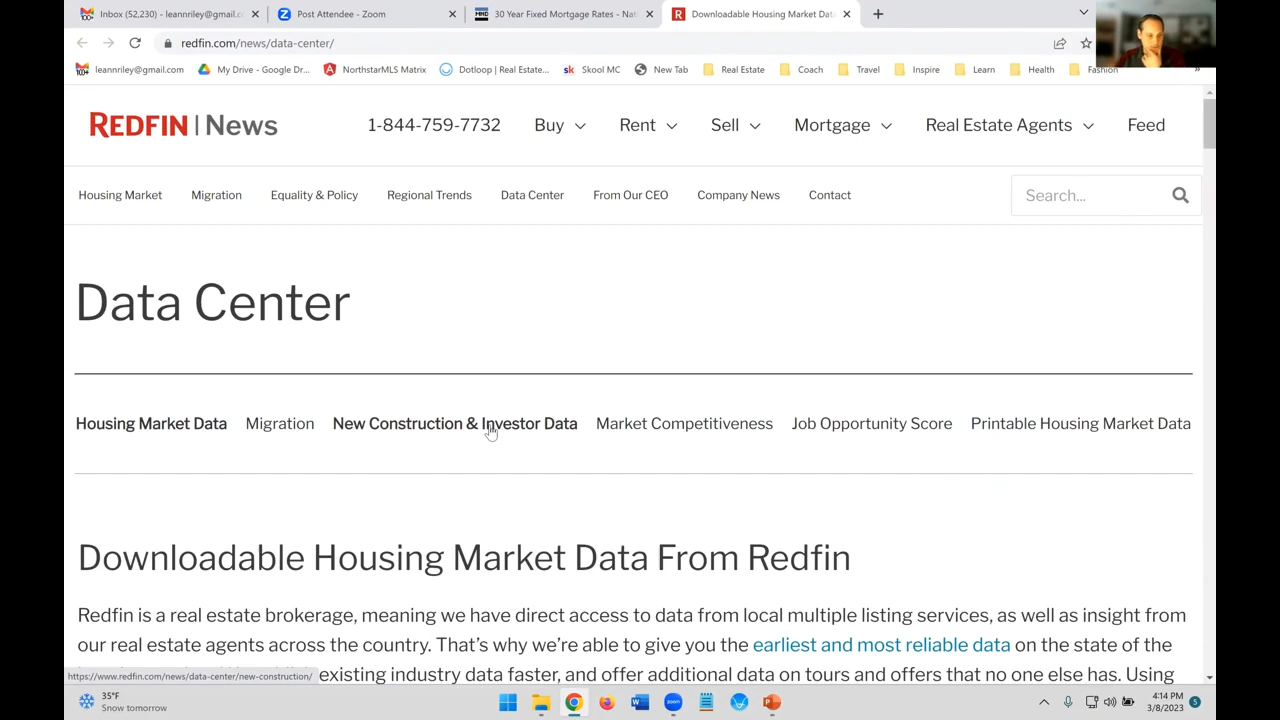 Inbox (52,230) - leannriley@gmail.c
Post Attendee - Zoom
30 Year Fixed Mortgage Rates - Nat
Downloadable Housing Market Dat
redfin.com/news/data-center/
leannriley@gmail.com
My Drive - Google Dr...
NorthstarMLS Matrix
Dotloop | Real Estate...
Skool MC
New Tab
Real Estate
Coach
Travel
Inspire
Learn
Health
Fashion
REDFIN | News
1-844-759-7732
Buy
Rent
Sell
Mortgage
Real Estate Agents
Feed
Housing Market
Migration
Equality & Policy
Regional Trends
Data Center
From Our CEO
Company News
Contact
Search...
Data Center
Housing Market Data
Migration
New Construction & Investor Data
Market Competitiveness
Job Opportunity Score
Printable Housing Market Data
Downloadable Housing Market Data From Redfin
Redfin is a real estate brokerage, meaning we have direct access to data from local multiple listing services, as well as insight from
our real estate agents across the country. That's why we're able to give you the earliest and most reliable data on the state of the
existing industry data faster, and offer additional data on tours and offers that no one else has. Using
https://www.redfin.com/news/data-center/new-construction/
35°F
Snow tomorrow
4:14 PM
3/8/2023
5